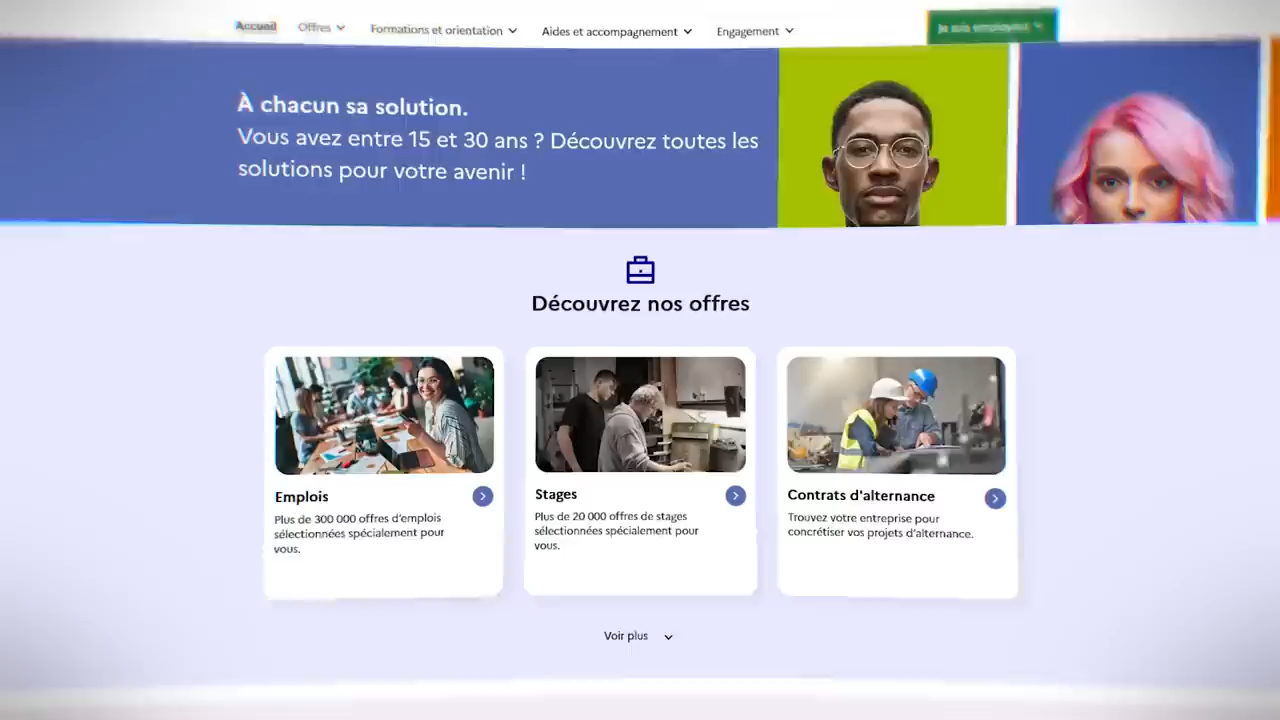 Accueil
Offres
Formations et orientation
Aides et accompagnement
Engagement
Je suis employeur
À chacun sa solution.
Vous avez entre 15 et 30 ans ? Découvrez toutes les
solutions pour votre avenir !
Découvrez nos offres
Emplois
Plus de 300 000 offres d'emplois
sélectionnées spécialement pour
vous.
Stages
Plus de 20 000 offres de stages
sélectionnées spécialement pour
vous.
Contrats d'alternance
Trouvez votre entreprise pour
concrétiser vos projets d'alternance.
Voir plus